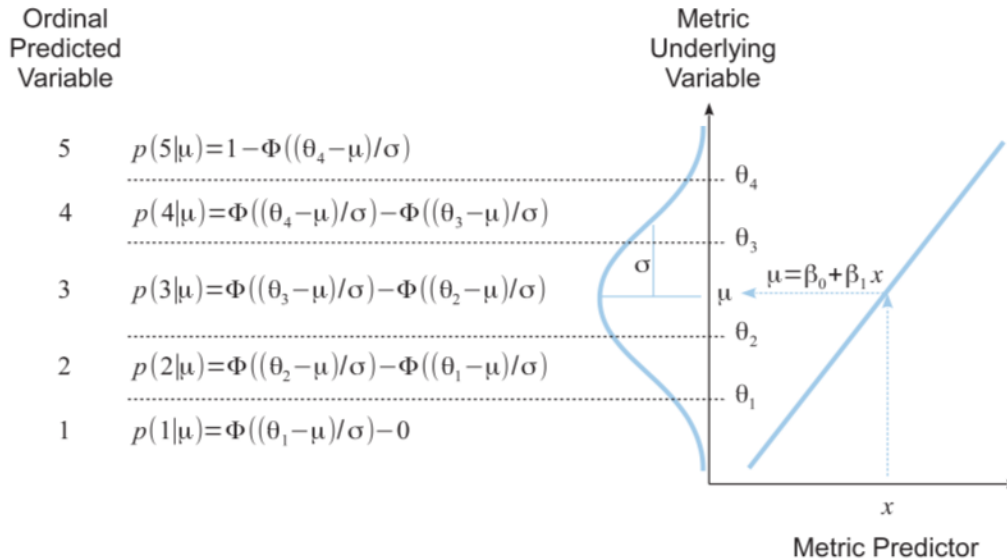 Ordinal
Predicted
Variable
Metric
Underlying
Variable
5 p(5|μ)=1−Φ((θ₄−μ)/σ)
θ₄
4 p(4|μ)=Φ((θ₄−μ)/σ)−Φ((θ₃−μ)/σ)
θ₃
σ
μ=β₀+β₁x
3 p(3|μ)=Φ((θ₃−μ)/σ)−Φ((θ₂−μ)/σ)
μ
θ₂
2 p(2|μ)=Φ((θ₂−μ)/σ)−Φ((θ₁−μ)/σ)
θ₁
1 p(1|μ)=Φ((θ₁−μ)/σ)−0
x
Metric Predictor